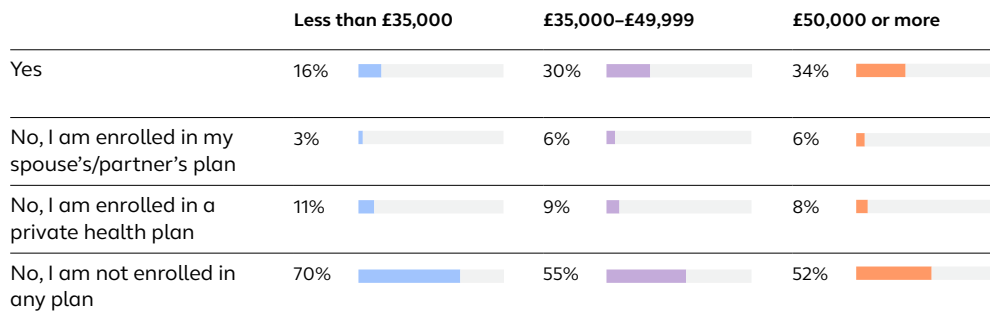 Less than £35,000 £35,000–£49,999 £50,000 or more
Yes 16% 30% 34%
No, I am enrolled in my
spouse’s/partner’s plan 3% 6% 6%
No, I am enrolled in a
private health plan 11% 9% 8%
No, I am not enrolled in
any plan 70% 55% 52%